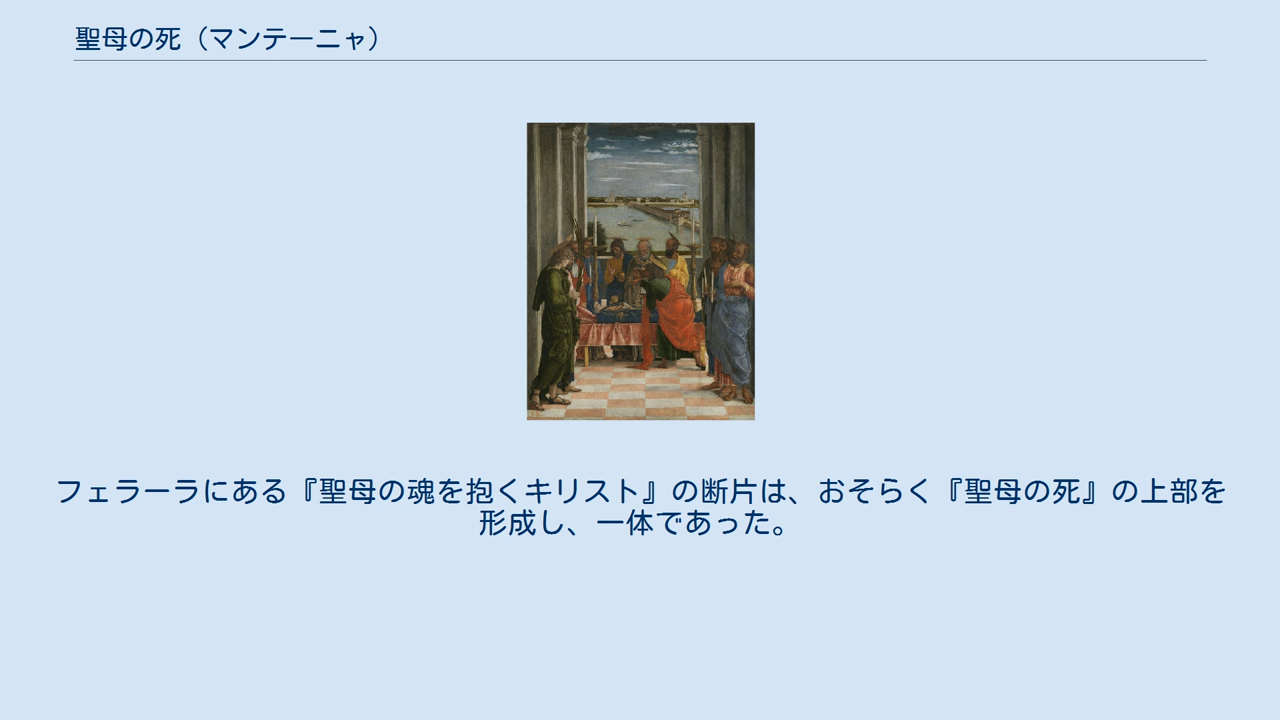 聖母の死（マンテーニャ）
フェラーラにある『聖母の魂を抱くキリスト』の断片は、おそらく『聖母の死』の上部を
形成し、一体であった。